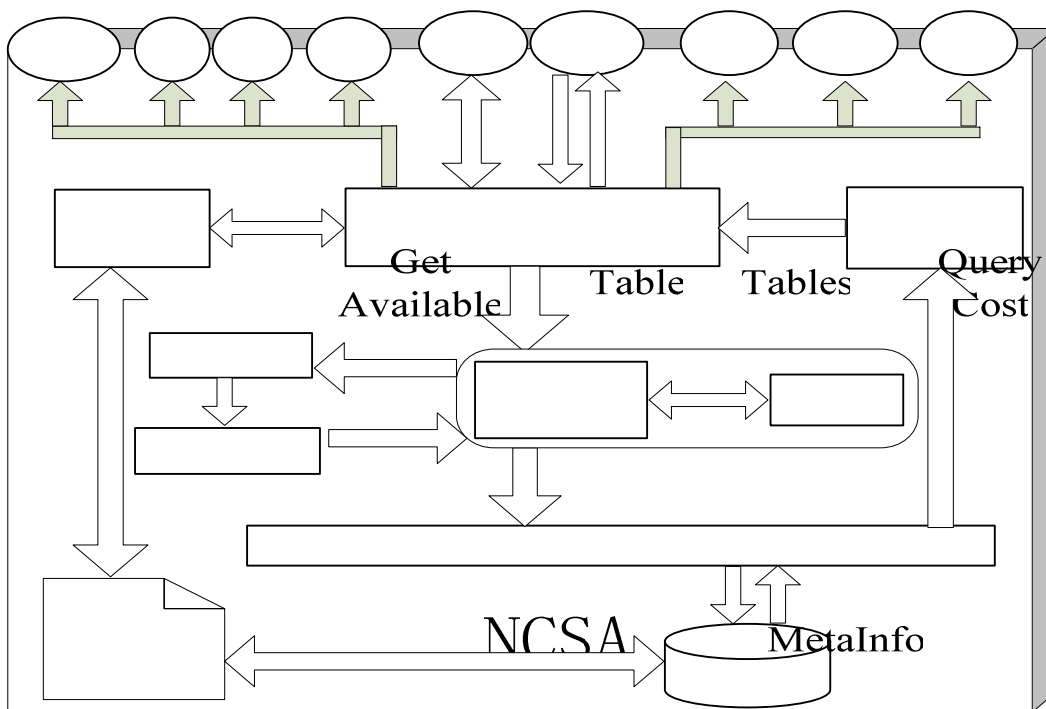 Get
Available
Table
Tables
Query
Cost
NCSA
MetaInfo